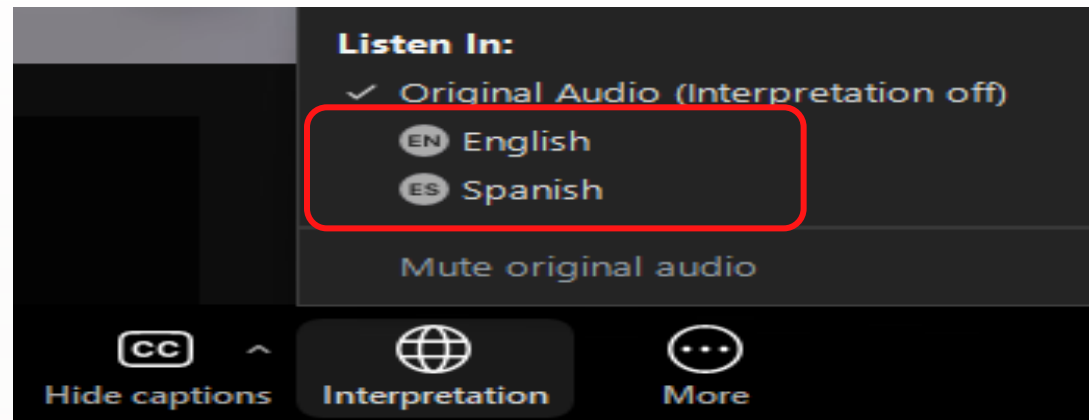 Listen In:
✓ Original Audio (Interpretation off)
EN English
ES Spanish
Mute original audio
CC
Hide captions Interpretation More